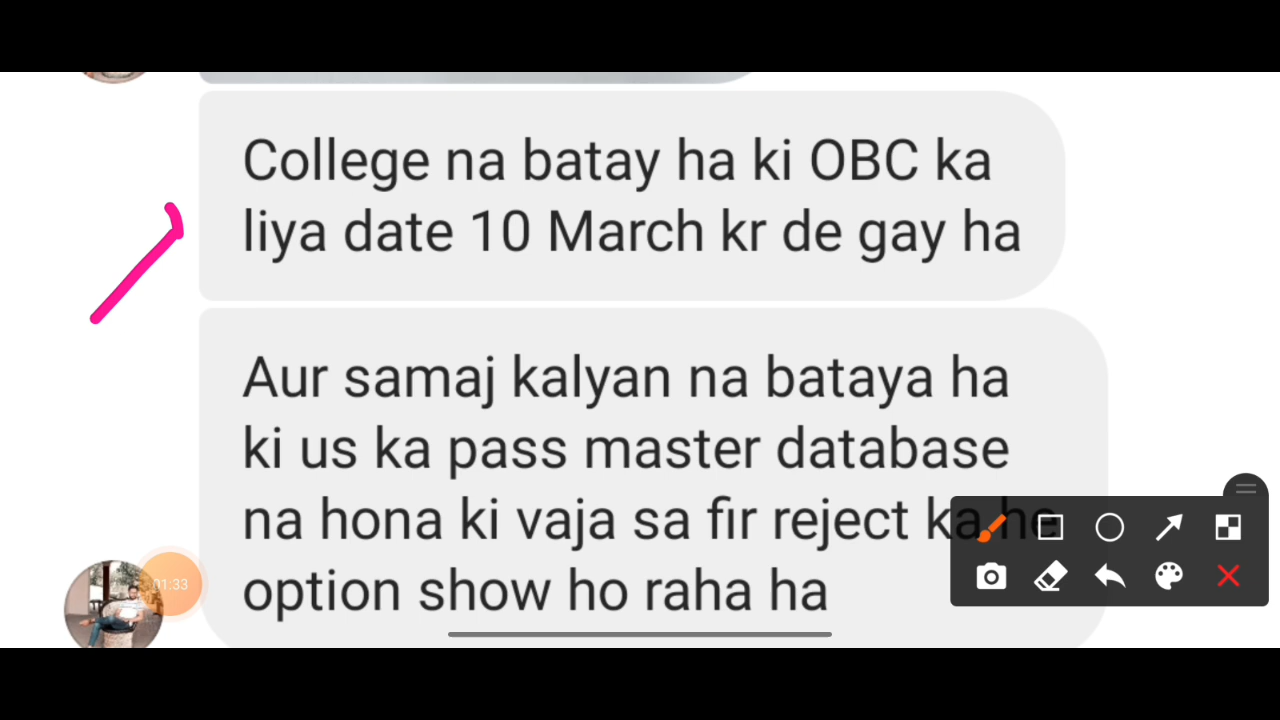 College na batay ha ki OBC ka
liya date 10 March kr de gay ha
Aur samaj kalyan na bataya ha
ki us ka pass master database
na hona ki vaja sa fir reject ka he
option show ho raha ha
01:33